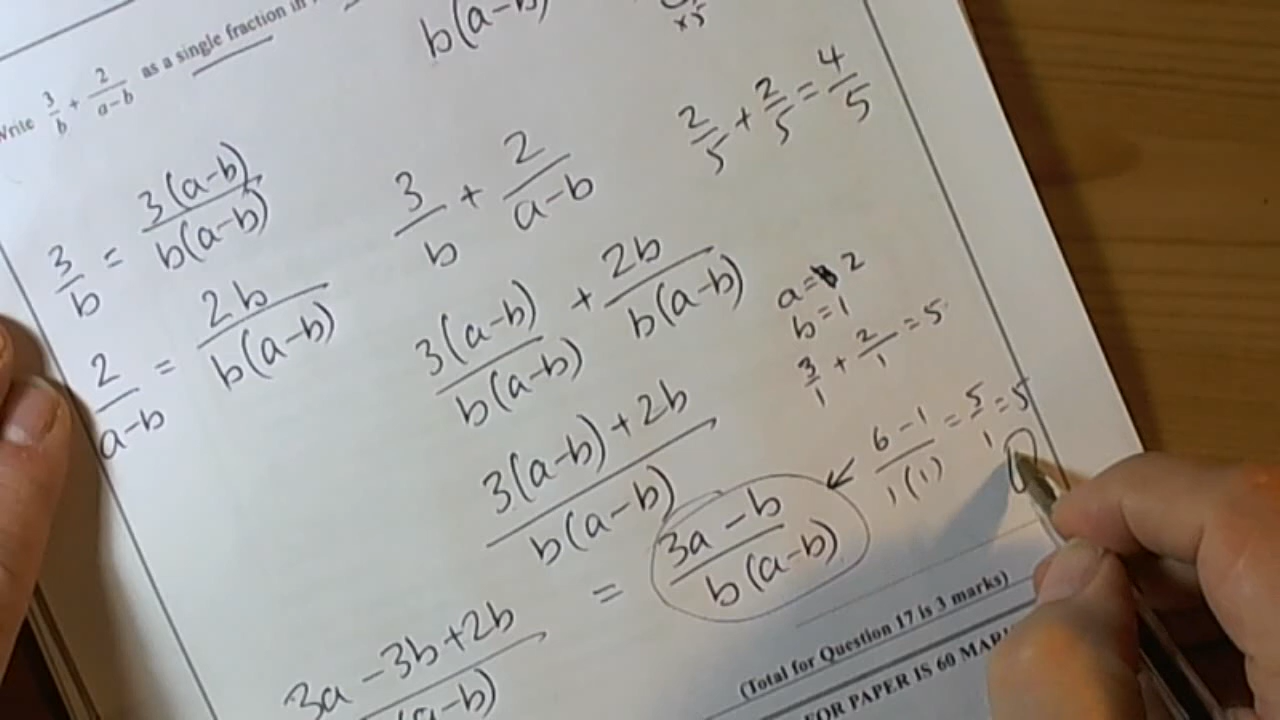 Write 3/b + 2/(a-b) as a single fraction in
b(a-b)
×5
2/5 + 2/5 = 4/5
3/b = 3(a-b)/b(a-b)
2/(a-b) = 2b/b(a-b)
3/b + 2/(a-b)
3(a-b)/b(a-b) + 2b/b(a-b)
3(a-b)+2b/b(a-b)
3a-3b+2b/(a-b)
= 3a-b/b(a-b)
a=2
b=1
3/1 + 2/1 = 5
6-1/1(1) = 5/1 = 5
(Total for Question 17 is 3 marks)
FOR PAPER IS 60 MAR